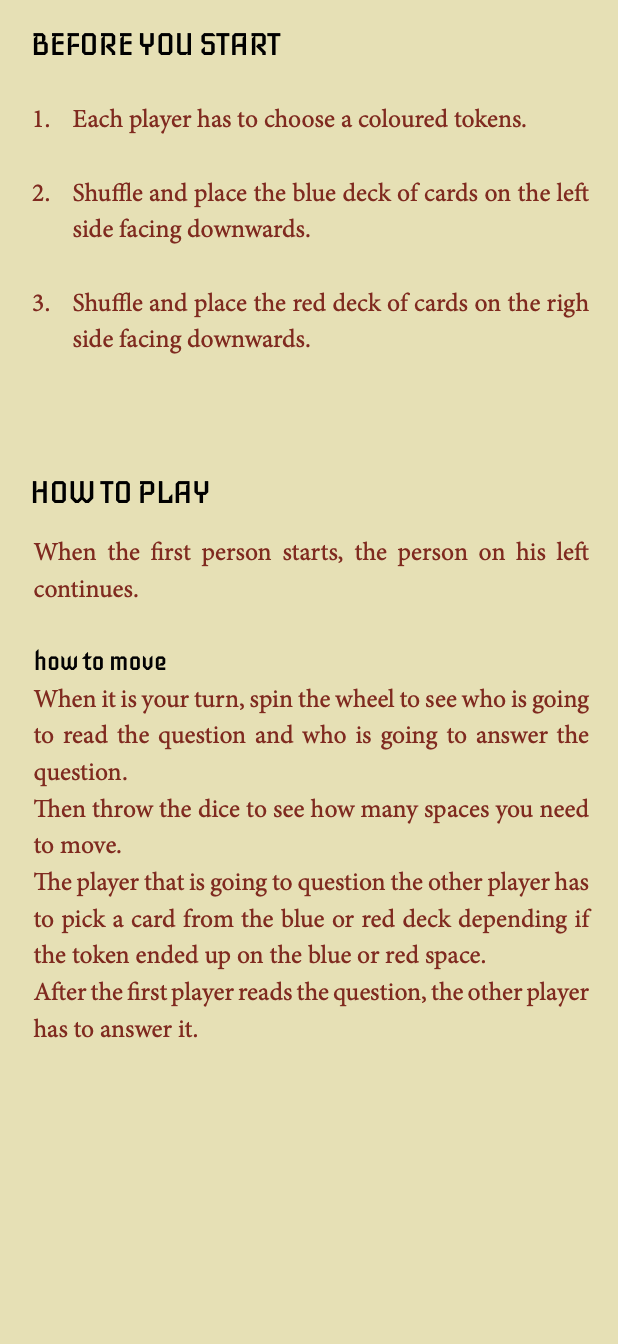 BEFORE YOU START
1. Each player has to choose a coloured tokens.
2. Shuffle and place the blue deck of cards on the left
side facing downwards.
3. Shuffle and place the red deck of cards on the righ
side facing downwards.
HOW TO PLAY
When the first person starts, the person on his left
continues.
how to move
When it is your turn, spin the wheel to see who is going
to read the question and who is going to answer the
question.
Then throw the dice to see how many spaces you need
to move.
The player that is going to question the other player has
to pick a card from the blue or red deck depending if
the token ended up on the blue or red space.
After the first player reads the question, the other player
has to answer it.